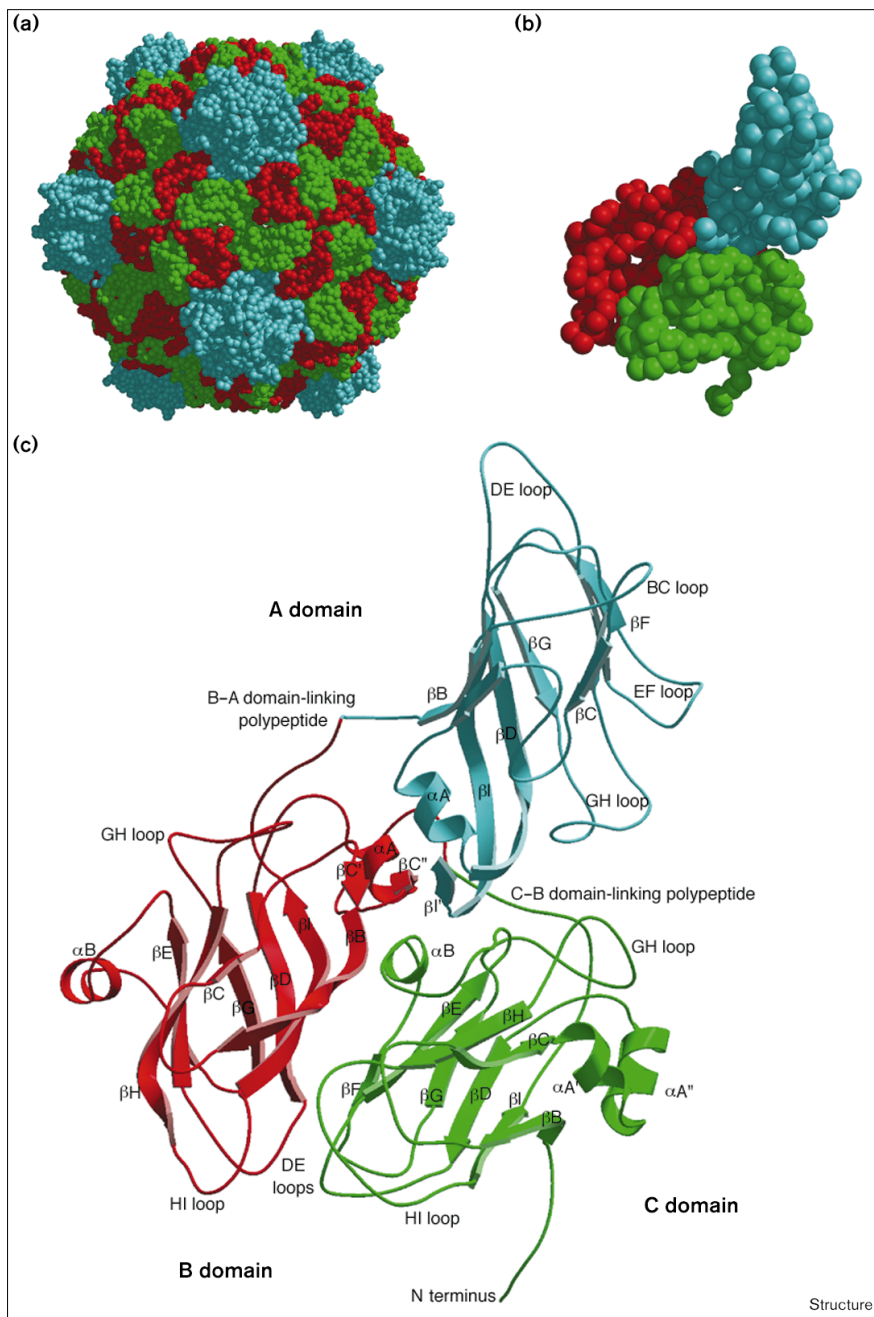 (a)
(b)
(c)
DE loop
A domain
BC loop
βF
βG
B–A domain-linking
polypeptide
βB
EF loop
βC
βD
αA
βI
GH loop
GH loop
αA
βC'
βC"
C–B domain-linking polypeptide
βI'
GH loop
αB
βE
βI
βB
αB
βC
βD
βE
βG
βH
βC
βH
βF
βG
βD
βI
αA'
αA"
βB
DE
loops
HI loop
HI loop
C domain
B domain
N terminus
Structure